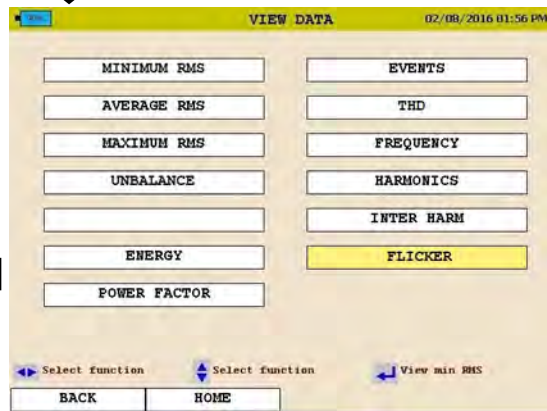 VIEW DATA 02/08/2016 01:56 PM
MINIMUM RMS EVENTS
AVERAGE RMS THD
MAXIMUM RMS FREQUENCY
UNBALANCE HARMONICS
INTER HARM
ENERGY FLICKER
POWER FACTOR
Select function Select function View min RMS
BACK HOME